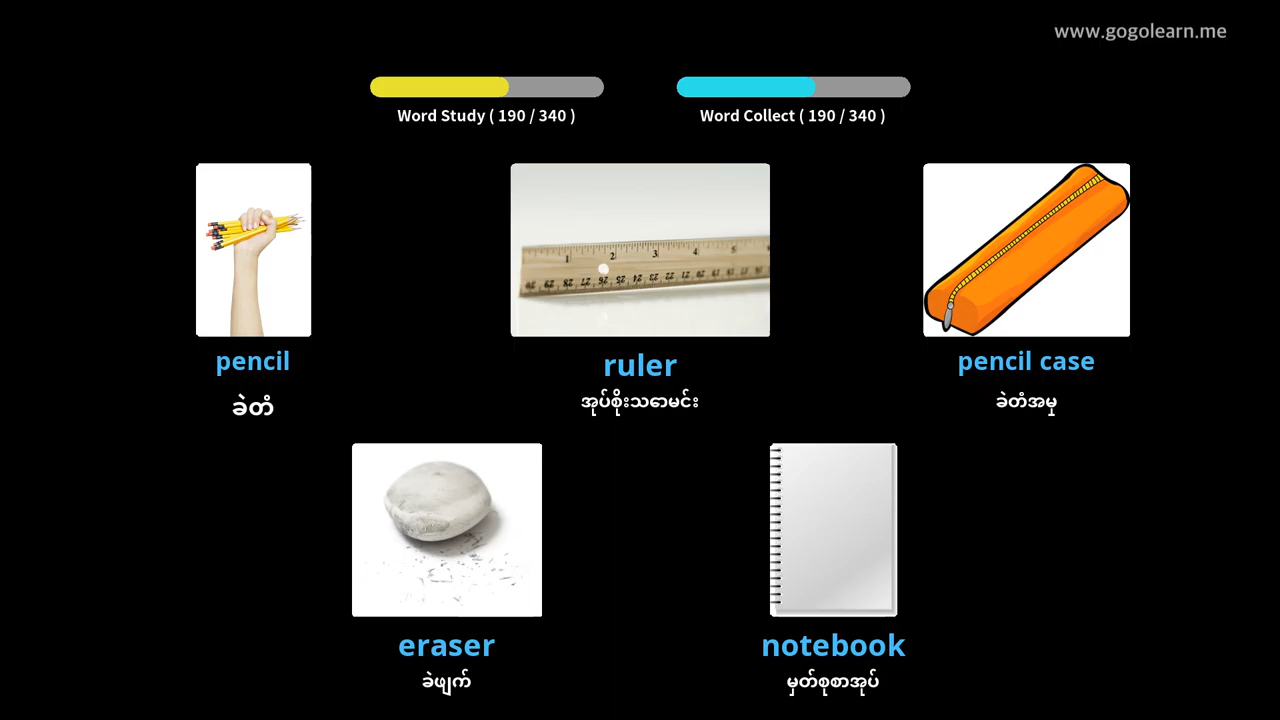 www.gogolearn.me
Word Study ( 190 / 340 )
Word Collect ( 190 / 340 )
pencil
ခဲတံ
ruler
အုပ်စိုးသောမင်း
pencil case
ခဲတံအမှု
eraser
ခဲဖျက်
notebook
မှတ်စုစာအုပ်